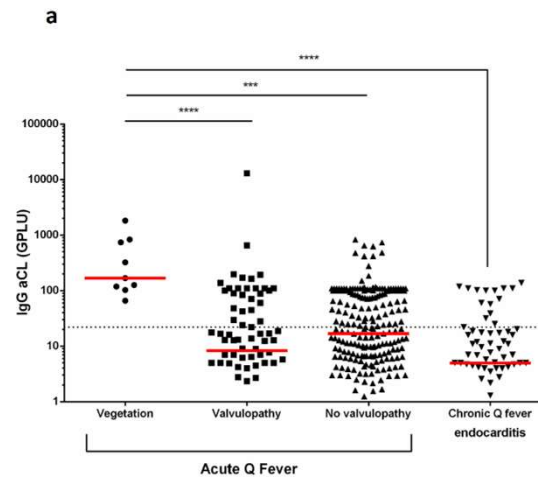 a
****
***
****
IgG aCL (GPLU)
100000
10000
1000
100
10
1
Vegetation
Valvulopathy
No valvulopathy
Chronic Q fever
endocarditis
Acute Q Fever